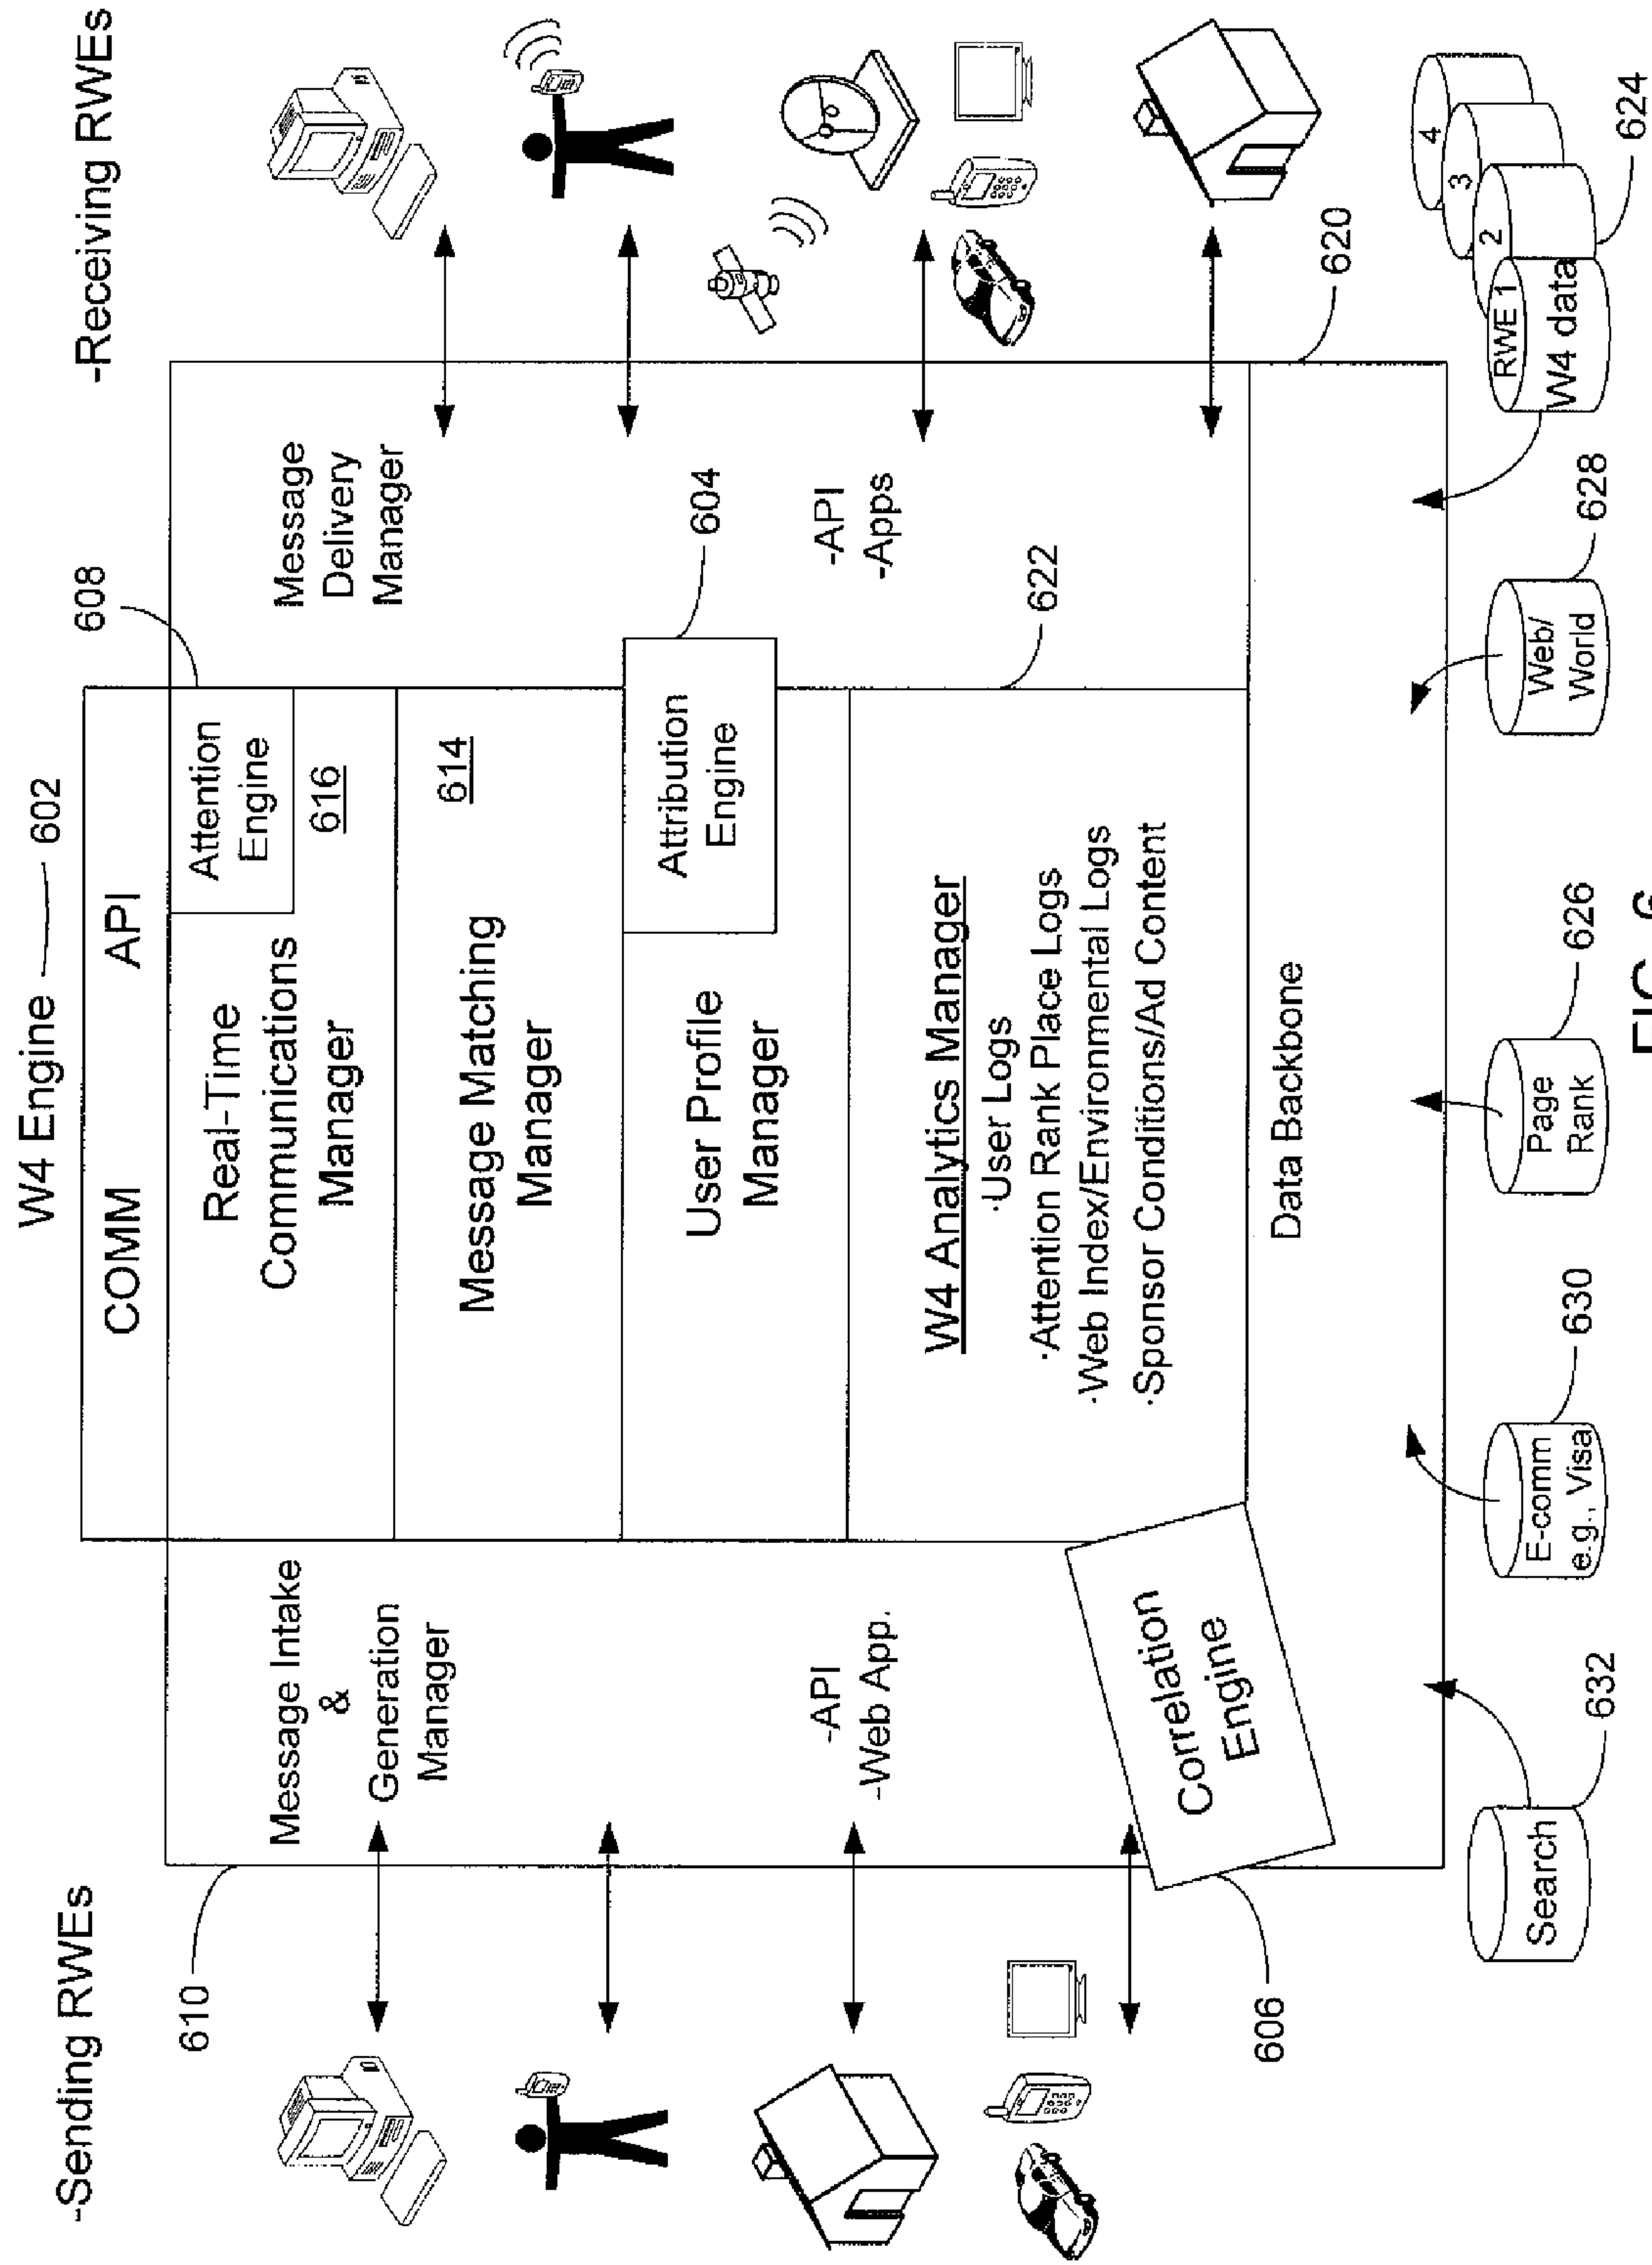 W4 Engine 602
-Sending RWEs
-Receiving RWEs
COMM API
608
610
Message Intake
&
Generation
Manager
-API
-Web App.
Real-Time
Communications
Manager
Attention
Engine
616
Message Matching
Manager
614
User Profile
Manager
Attribution
Engine
604
W4 Analytics Manager
·User Logs
·Attention Rank Place Logs
·Web Index/Environmental Logs
·Sponsor Conditions/Ad Content
622
Message
Delivery
Manager
-API
-Apps
620
Correlation
Engine
606
Data Backbone
Search
632
E-comm
e.g., Visa
630
Page
Rank
626
Web/
World
628
RWE 1
W4 data
2
3
4
624
FIG. 6